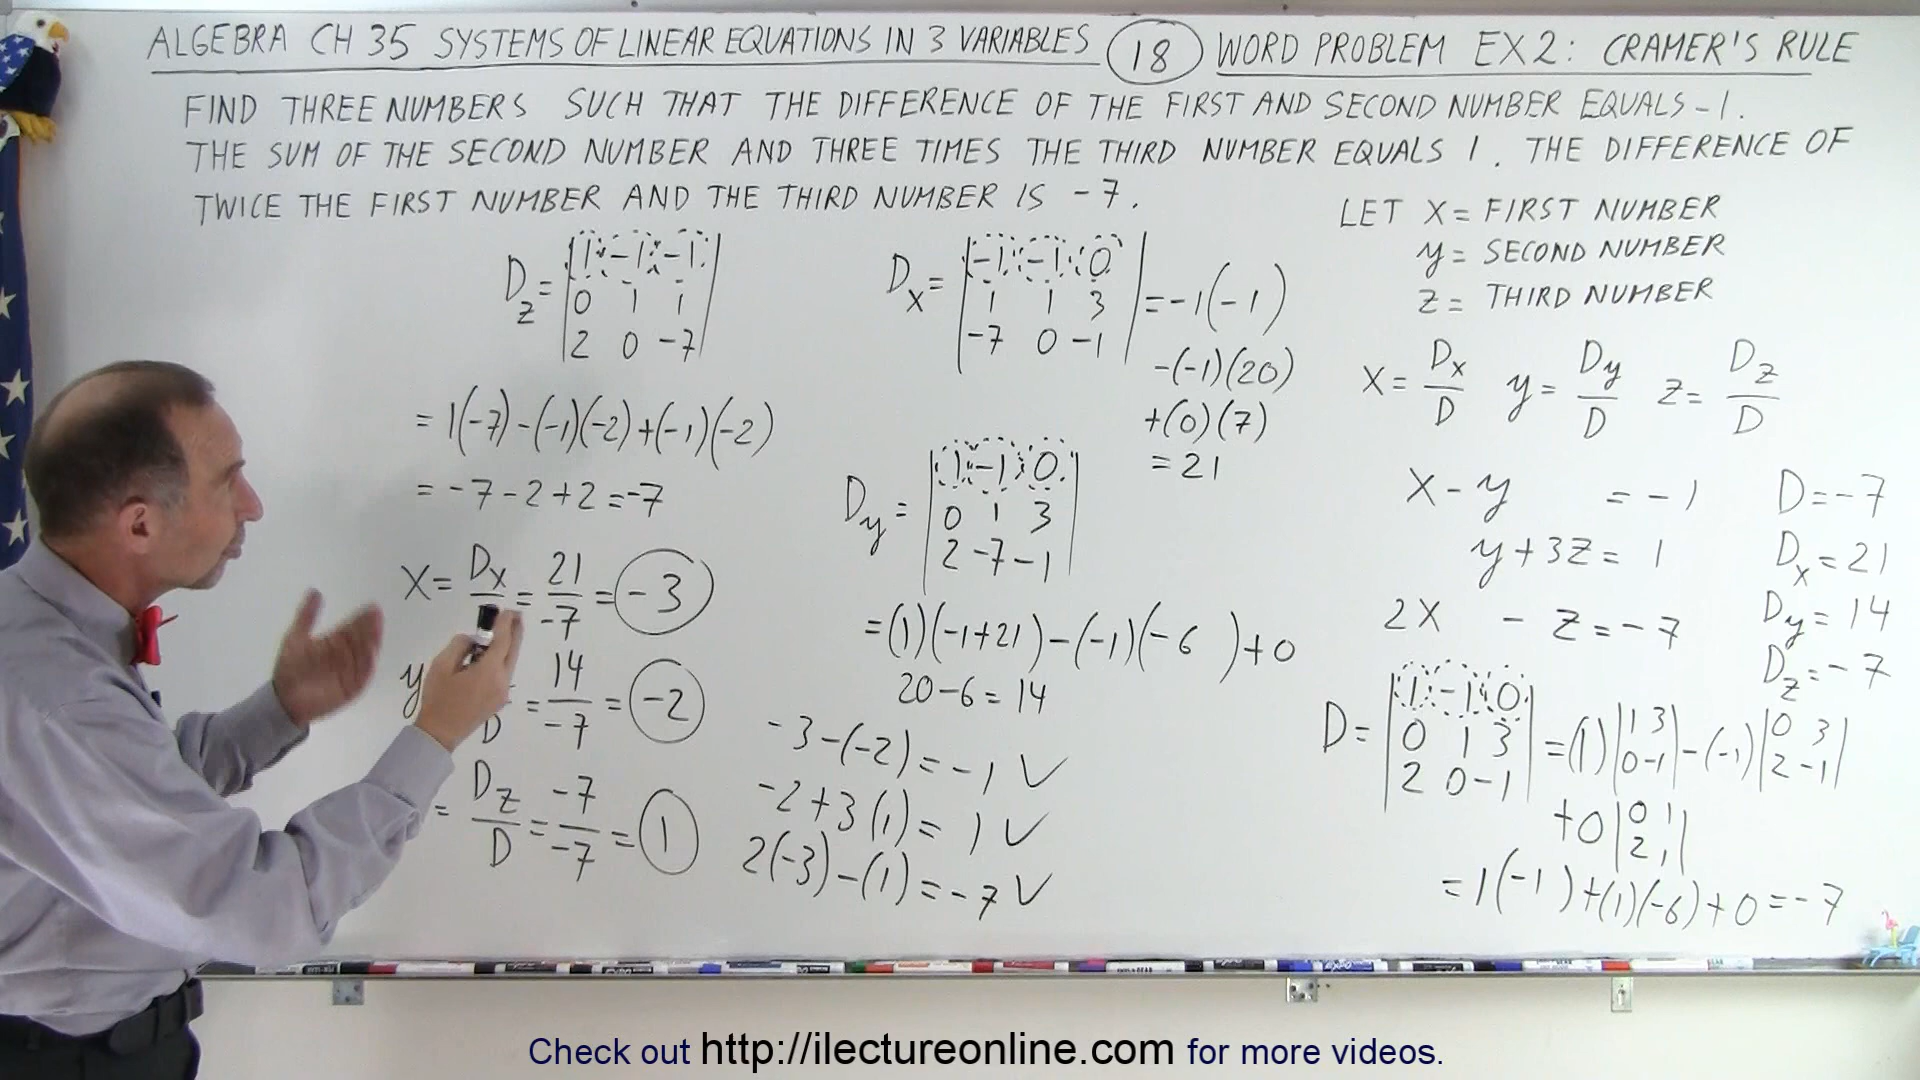 ALGEBRA CH 35 SYSTEMS OF LINEAR EQUATIONS IN 3 VARIABLES 18 WORD PROBLEM EX 2: CRAMER'S RULE
FIND THREE NUMBERS SUCH THAT THE DIFFERENCE OF THE FIRST AND SECOND NUMBER EQUALS -1.
THE SUM OF THE SECOND NUMBER AND THREE TIMES THE THIRD NUMBER EQUALS 1. THE DIFFERENCE OF
TWICE THE FIRST NUMBER AND THE THIRD NUMBER IS -7.
LET X = FIRST NUMBER
y = SECOND NUMBER
Z = THIRD NUMBER
Dz = |1 -1 -1|
0 1 1
2 0 -7
= 1(-7) - (-1)(-2) + (-1)(-2)
= -7 - 2 + 2 = -7
X = Dx = 21/-7 = -3
y D = 14/-7 = -2
= Dz/D = -7/-7 = 1
Dx = |-1 -1 0|
1 1 3
-7 0 -1
= -1(-1)
-(-1)(20)
+(0)(7)
= 21
Dy = |1 -1 0|
0 1 3
2 -7 -1
= (1)(-1+21) - (-1)(-6 ) + 0
20 - 6 = 14
-3 - (-2) = -1 ✓
-2 + 3(1) = 1 ✓
2(-3) - (1) = -7 ✓
X = Dx/D y = Dy/D Z = Dz/D
X - y = -1
y + 3Z = 1
2X - Z = -7
D = -7
Dx = 21
Dy = 14
Dz = -7
D = |1 -1 0|
0 1 3
2 0 -1
= (1)|1 3; 0 -1| - (-1)|0 3; 2 -1|
+0|0 1; 2 1|
= 1(-1 ) + (1)(-6) + 0 = -7
Check out http://ilectureonline.com for more videos.